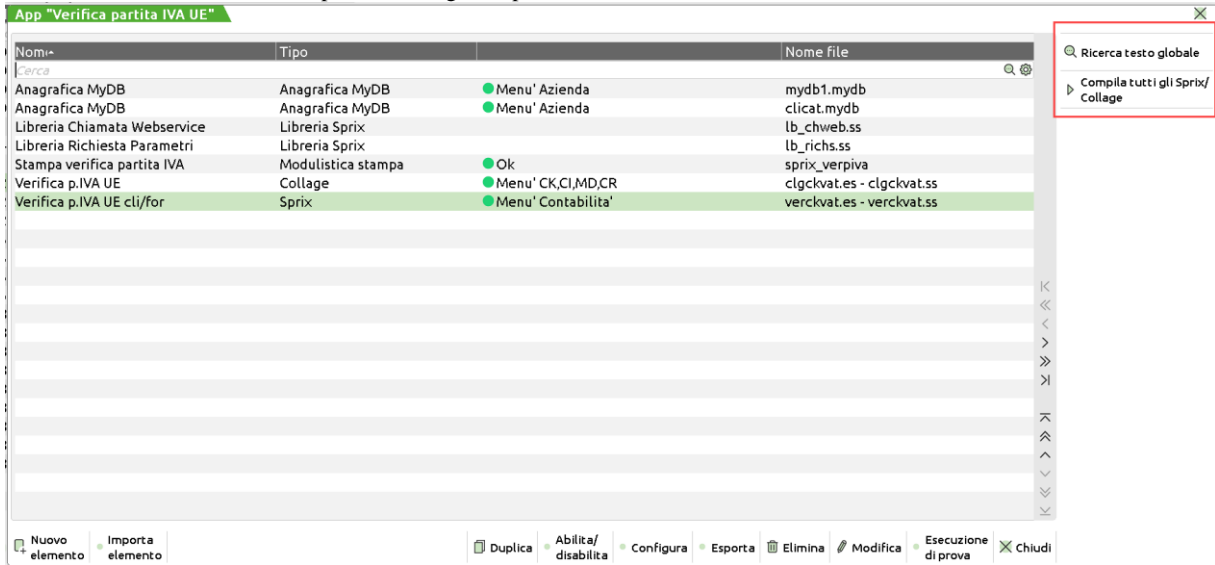 App "Verifica partita IVA UE"
Nom
Tipo
Nome file
Cerca
Anagrafica MyDB Anagrafica MyDB Menu' Azienda mydb1.mydb
Anagrafica MyDB Anagrafica MyDB Menu' Azienda clicat.mydb
Libreria Chiamata Webservice Libreria Sprix lb_chweb.ss
Libreria Richiesta Parametri Libreria Sprix lb_richs.ss
Stampa verifica partita IVA Modulistica stampa Ok sprix_verpiva
Verifica p.IVA UE Collage Menu' CK,CI,MD,CR clgckvat.es - clgckvat.ss
Verifica p.IVA UE cli/for Sprix Menu' Contabilita' verckvat.es - verckvat.ss
Ricerca testo globale
Compila tutti gli Sprix/
Collage
Nuovo
elemento
Importa
elemento
Duplica
Abilita/
disabilita
Configura
Esporta
Elimina
Modifica
Esecuzione
di prova
Chiudi